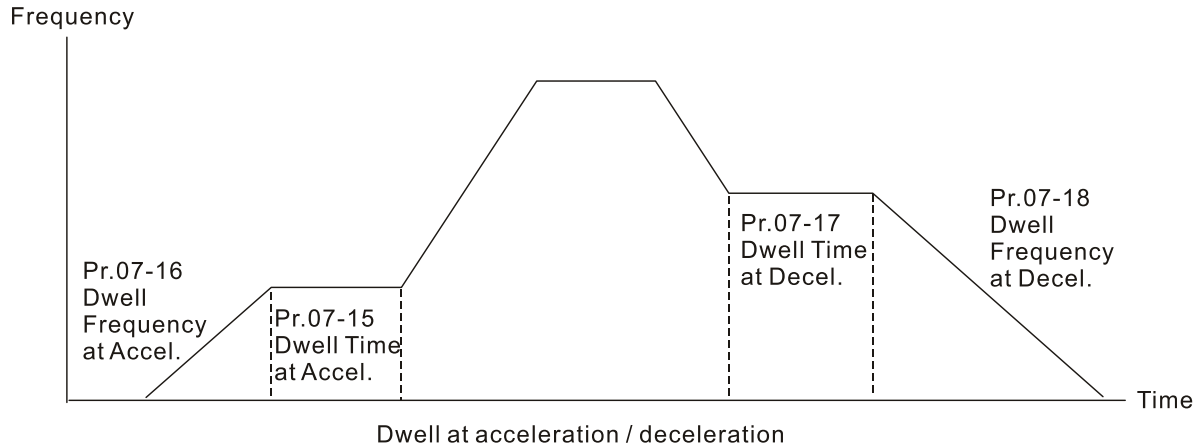 Frequency
Pr.07-16
Dwell
Frequency
at Accel.
Pr.07-15
Dwell Time
at Accel.
Pr.07-17
Dwell Time
at Decel.
Pr.07-18
Dwell
Frequency
at Decel.
Time
Dwell at acceleration / deceleration